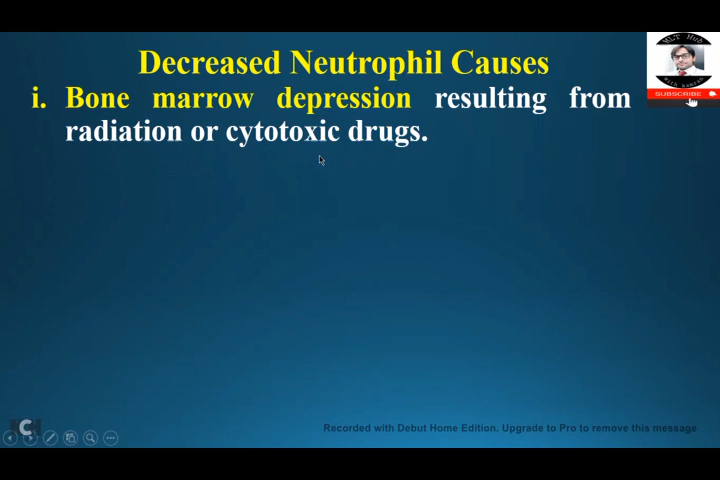 Decreased Neutrophil Causes
i. Bone marrow depression resulting from
radiation or cytotoxic drugs.
SUBSCRIBE
Recorded with Debut Home Edition. Upgrade to Pro to remove this message